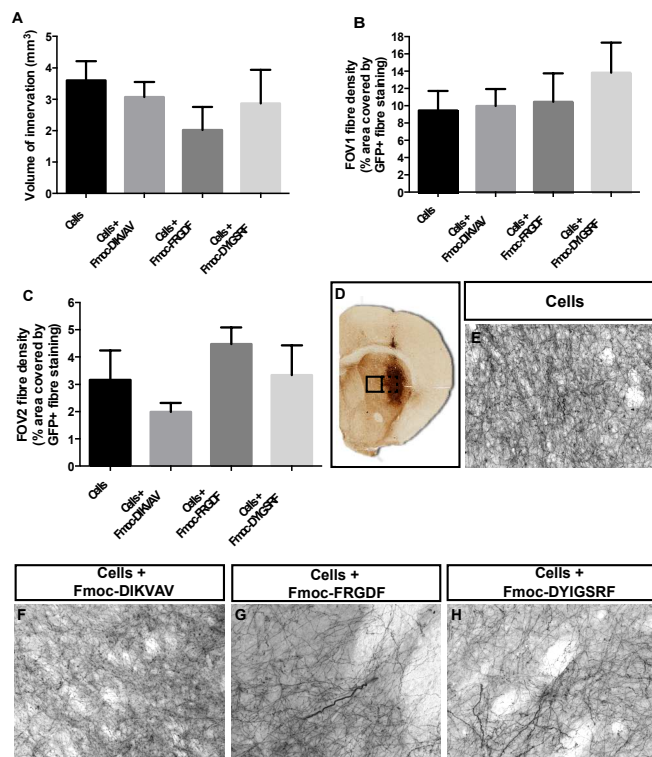 A
Volume of innervation (mm³)
5
4
3
2
1
0
Cells
Cells +
Fmoc-DIKVAV
Cells +
Fmoc-FRGDF
Cells +
Fmoc-DYIGSRF
B
FOV1 fibre density
(% area covered by
GFP+ fibre staining)
18
16
14
12
10
8
6
4
2
0
Cells
Cells +
Fmoc-DIKVAV
Cells +
Fmoc-FRGDF
Cells +
Fmoc-DYIGSRF
C
FOV2 fibre density
(% area covered by
GFP+ fibre staining)
6
5
4
3
2
1
0
Cells
Cells +
Fmoc-DIKVAV
Cells +
Fmoc-FRGDF
Cells +
Fmoc-DYIGSRF
D
Cells
E
Cells +
Fmoc-DIKVAV
F
Cells +
Fmoc-FRGDF
G
Cells +
Fmoc-DYIGSRF
H